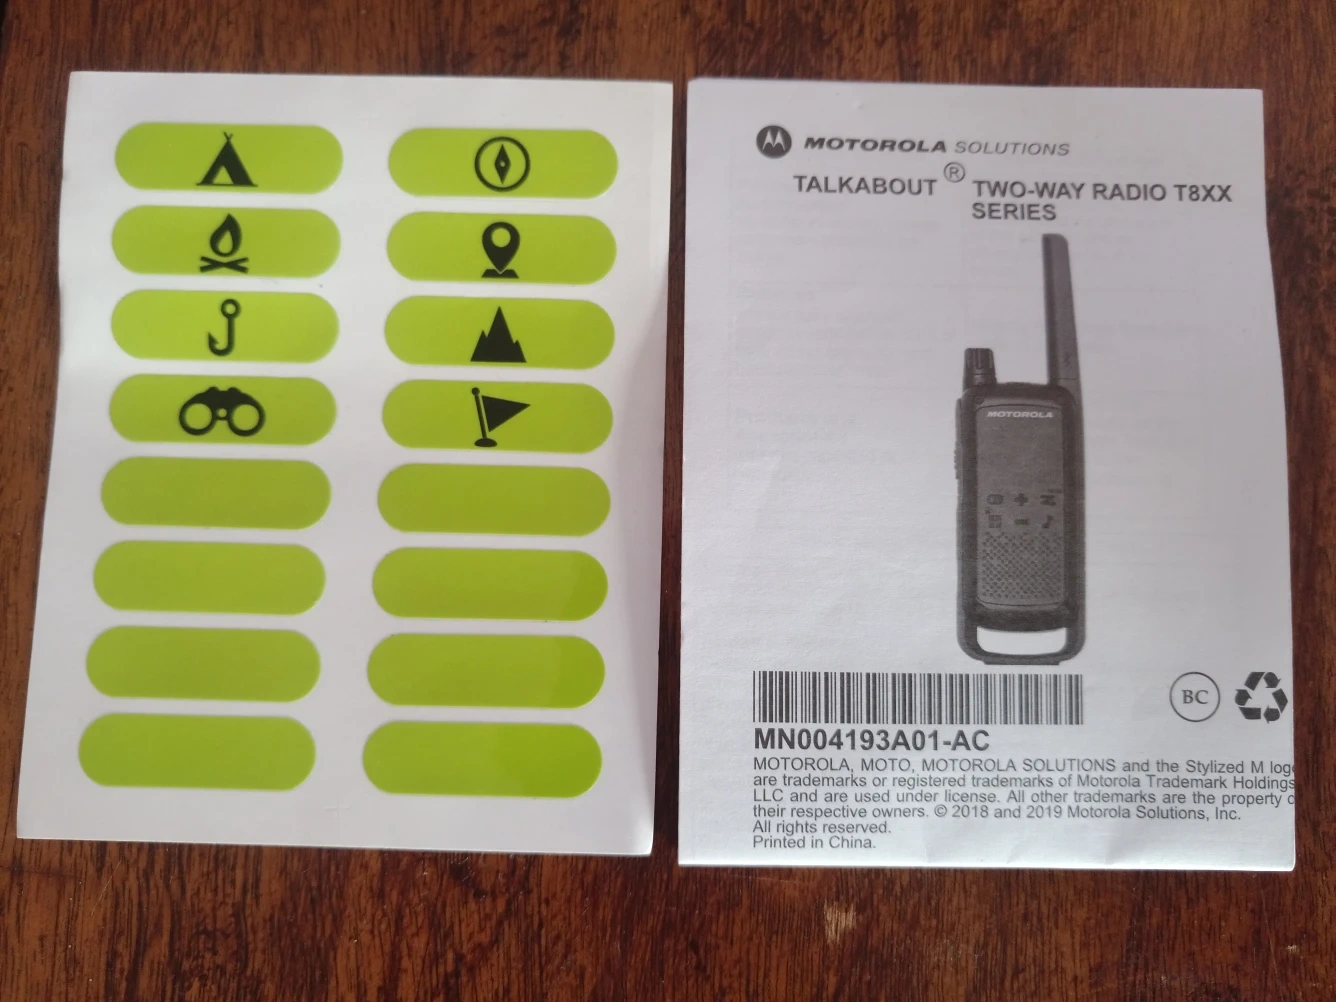 MOTOROLA SOLUTIONS
TALKABOUT ® TWO-WAY RADIO T8XX
SERIES
MOTOROLA
BC
MN004193A01-AC
MOTOROLA, MOTO, MOTOROLA SOLUTIONS and the Stylized M logo
are trademarks or registered trademarks of Motorola Trademark Holdings
LLC and are used under license. All other trademarks are the property o
their respective owners. © 2018 and 2019 Motorola Solutions, Inc.
All rights reserved.
Printed in China.